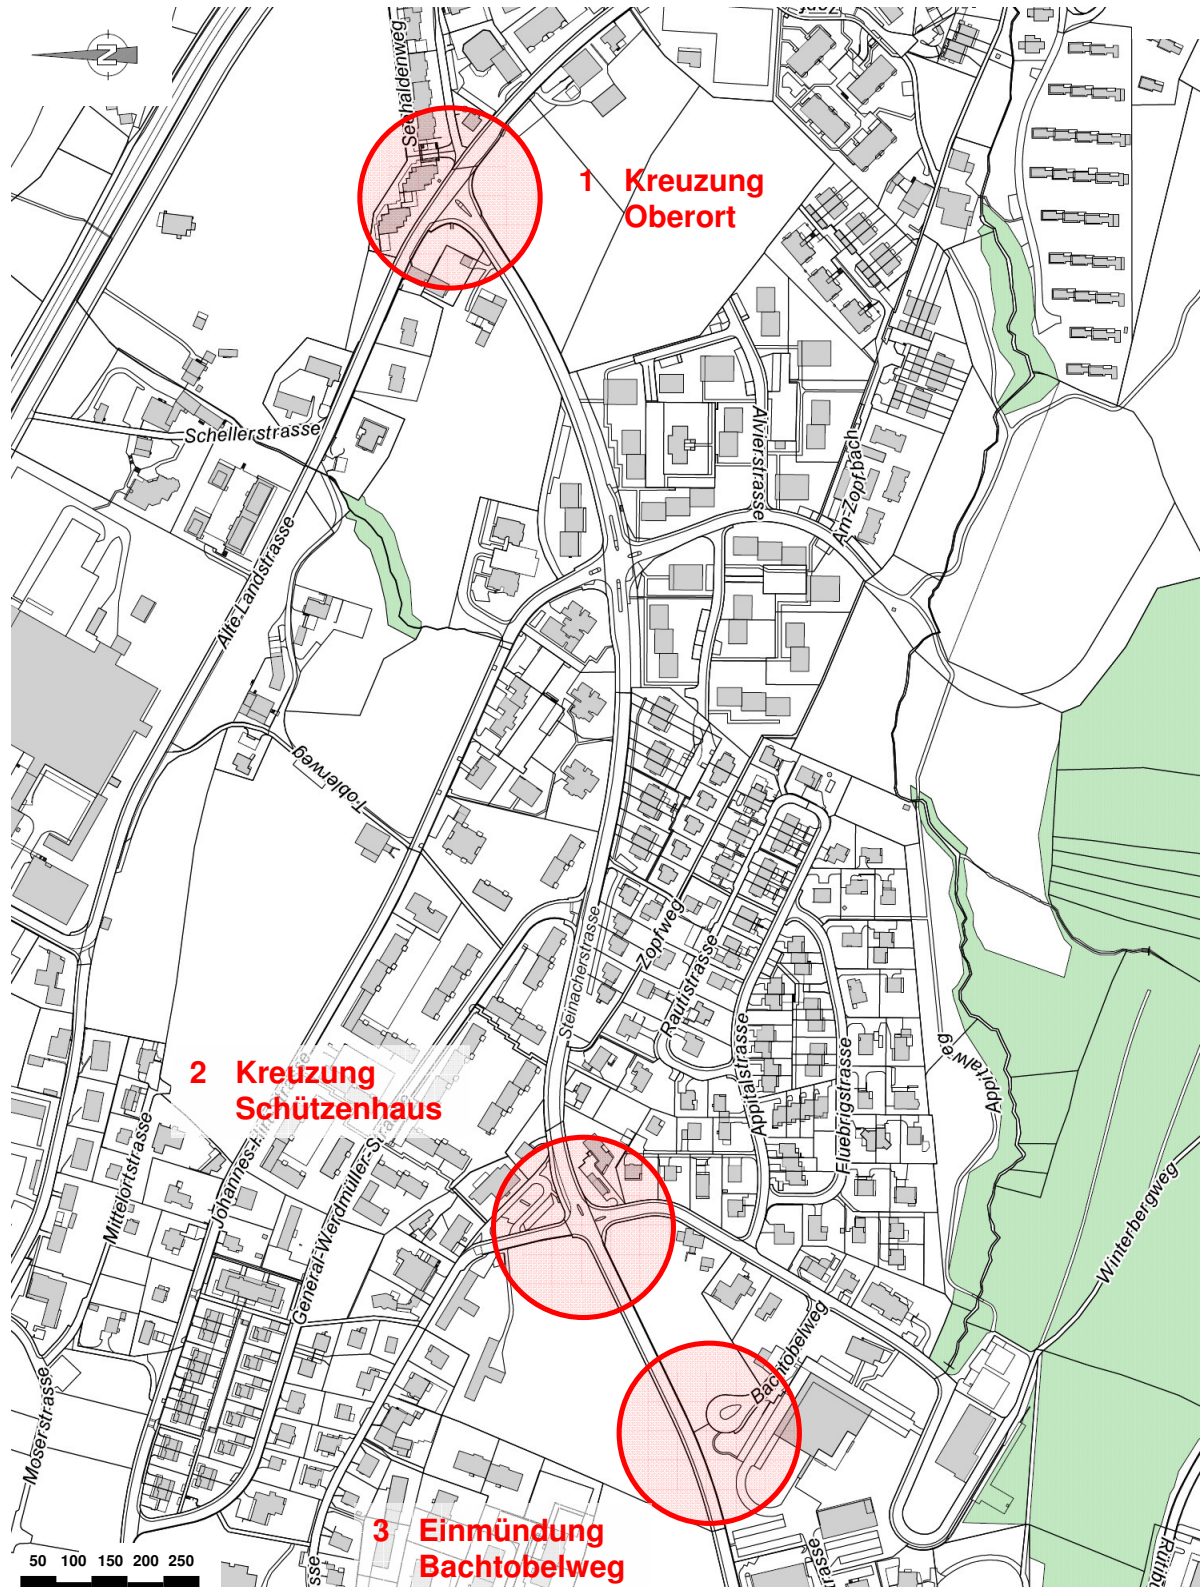 N
Seehaldenweg
1 Kreuzung
Oberort
Schellerstrasse
Alte Landstrasse
Alvierstrasse
Am Zopfbach
Toblerweg
Steinacherstrasse
Zopfweg
Rautistrasse
Appitalstrasse
Fluebrigstrasse
Appitalweg
2 Kreuzung
Schützenhaus
Mittelortstrasse
General-Werdmüller-Strasse
Winterbergweg
Bachtobelweg
Moserstrasse
3 Einmündung
Bachtobelweg
50 100 150 200 250